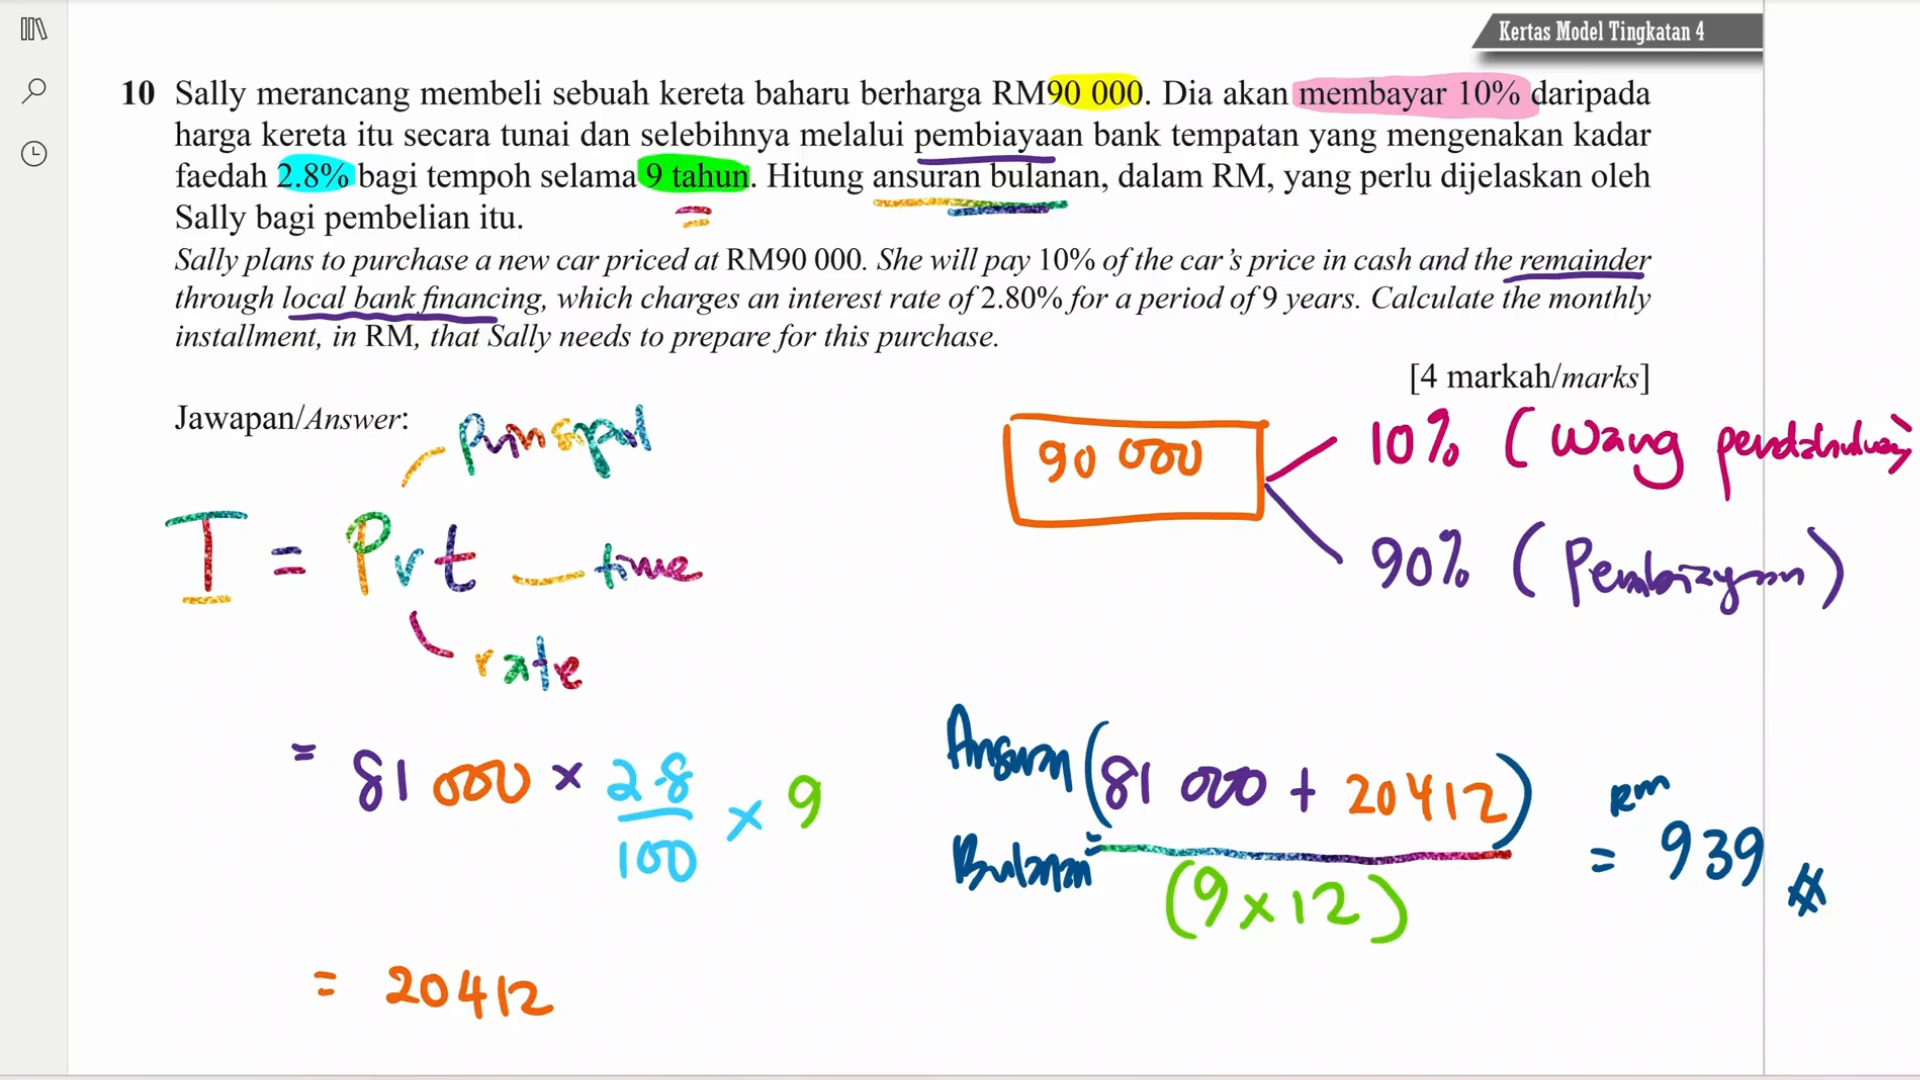 Kertas Model Tingkatan 4
10 Sally merancang membeli sebuah kereta baharu berharga RM90 000. Dia akan membayar 10% daripada
harga kereta itu secara tunai dan selebihnya melalui pembiayaan bank tempatan yang mengenakan kadar
faedah 2.8% bagi tempoh selama 9 tahun. Hitung ansuran bulanan, dalam RM, yang perlu dijelaskan oleh
Sally bagi pembelian itu.
Sally plans to purchase a new car priced at RM90 000. She will pay 10% of the car's price in cash and the remainder
through local bank financing, which charges an interest rate of 2.80% for a period of 9 years. Calculate the monthly
installment, in RM, that Sally needs to prepare for this purchase.
[4 markah/marks]
Jawapan/Answer:
Prinsipal
I = Prt
time
rate
= 81 000 × 2.8/100 × 9
= 20412
90 000
10% (Wang pendahuluan)
90% (Pembiayaan)
Ansuran Bulanan = (81 000 + 20412)
(9×12)
= RM 939 #